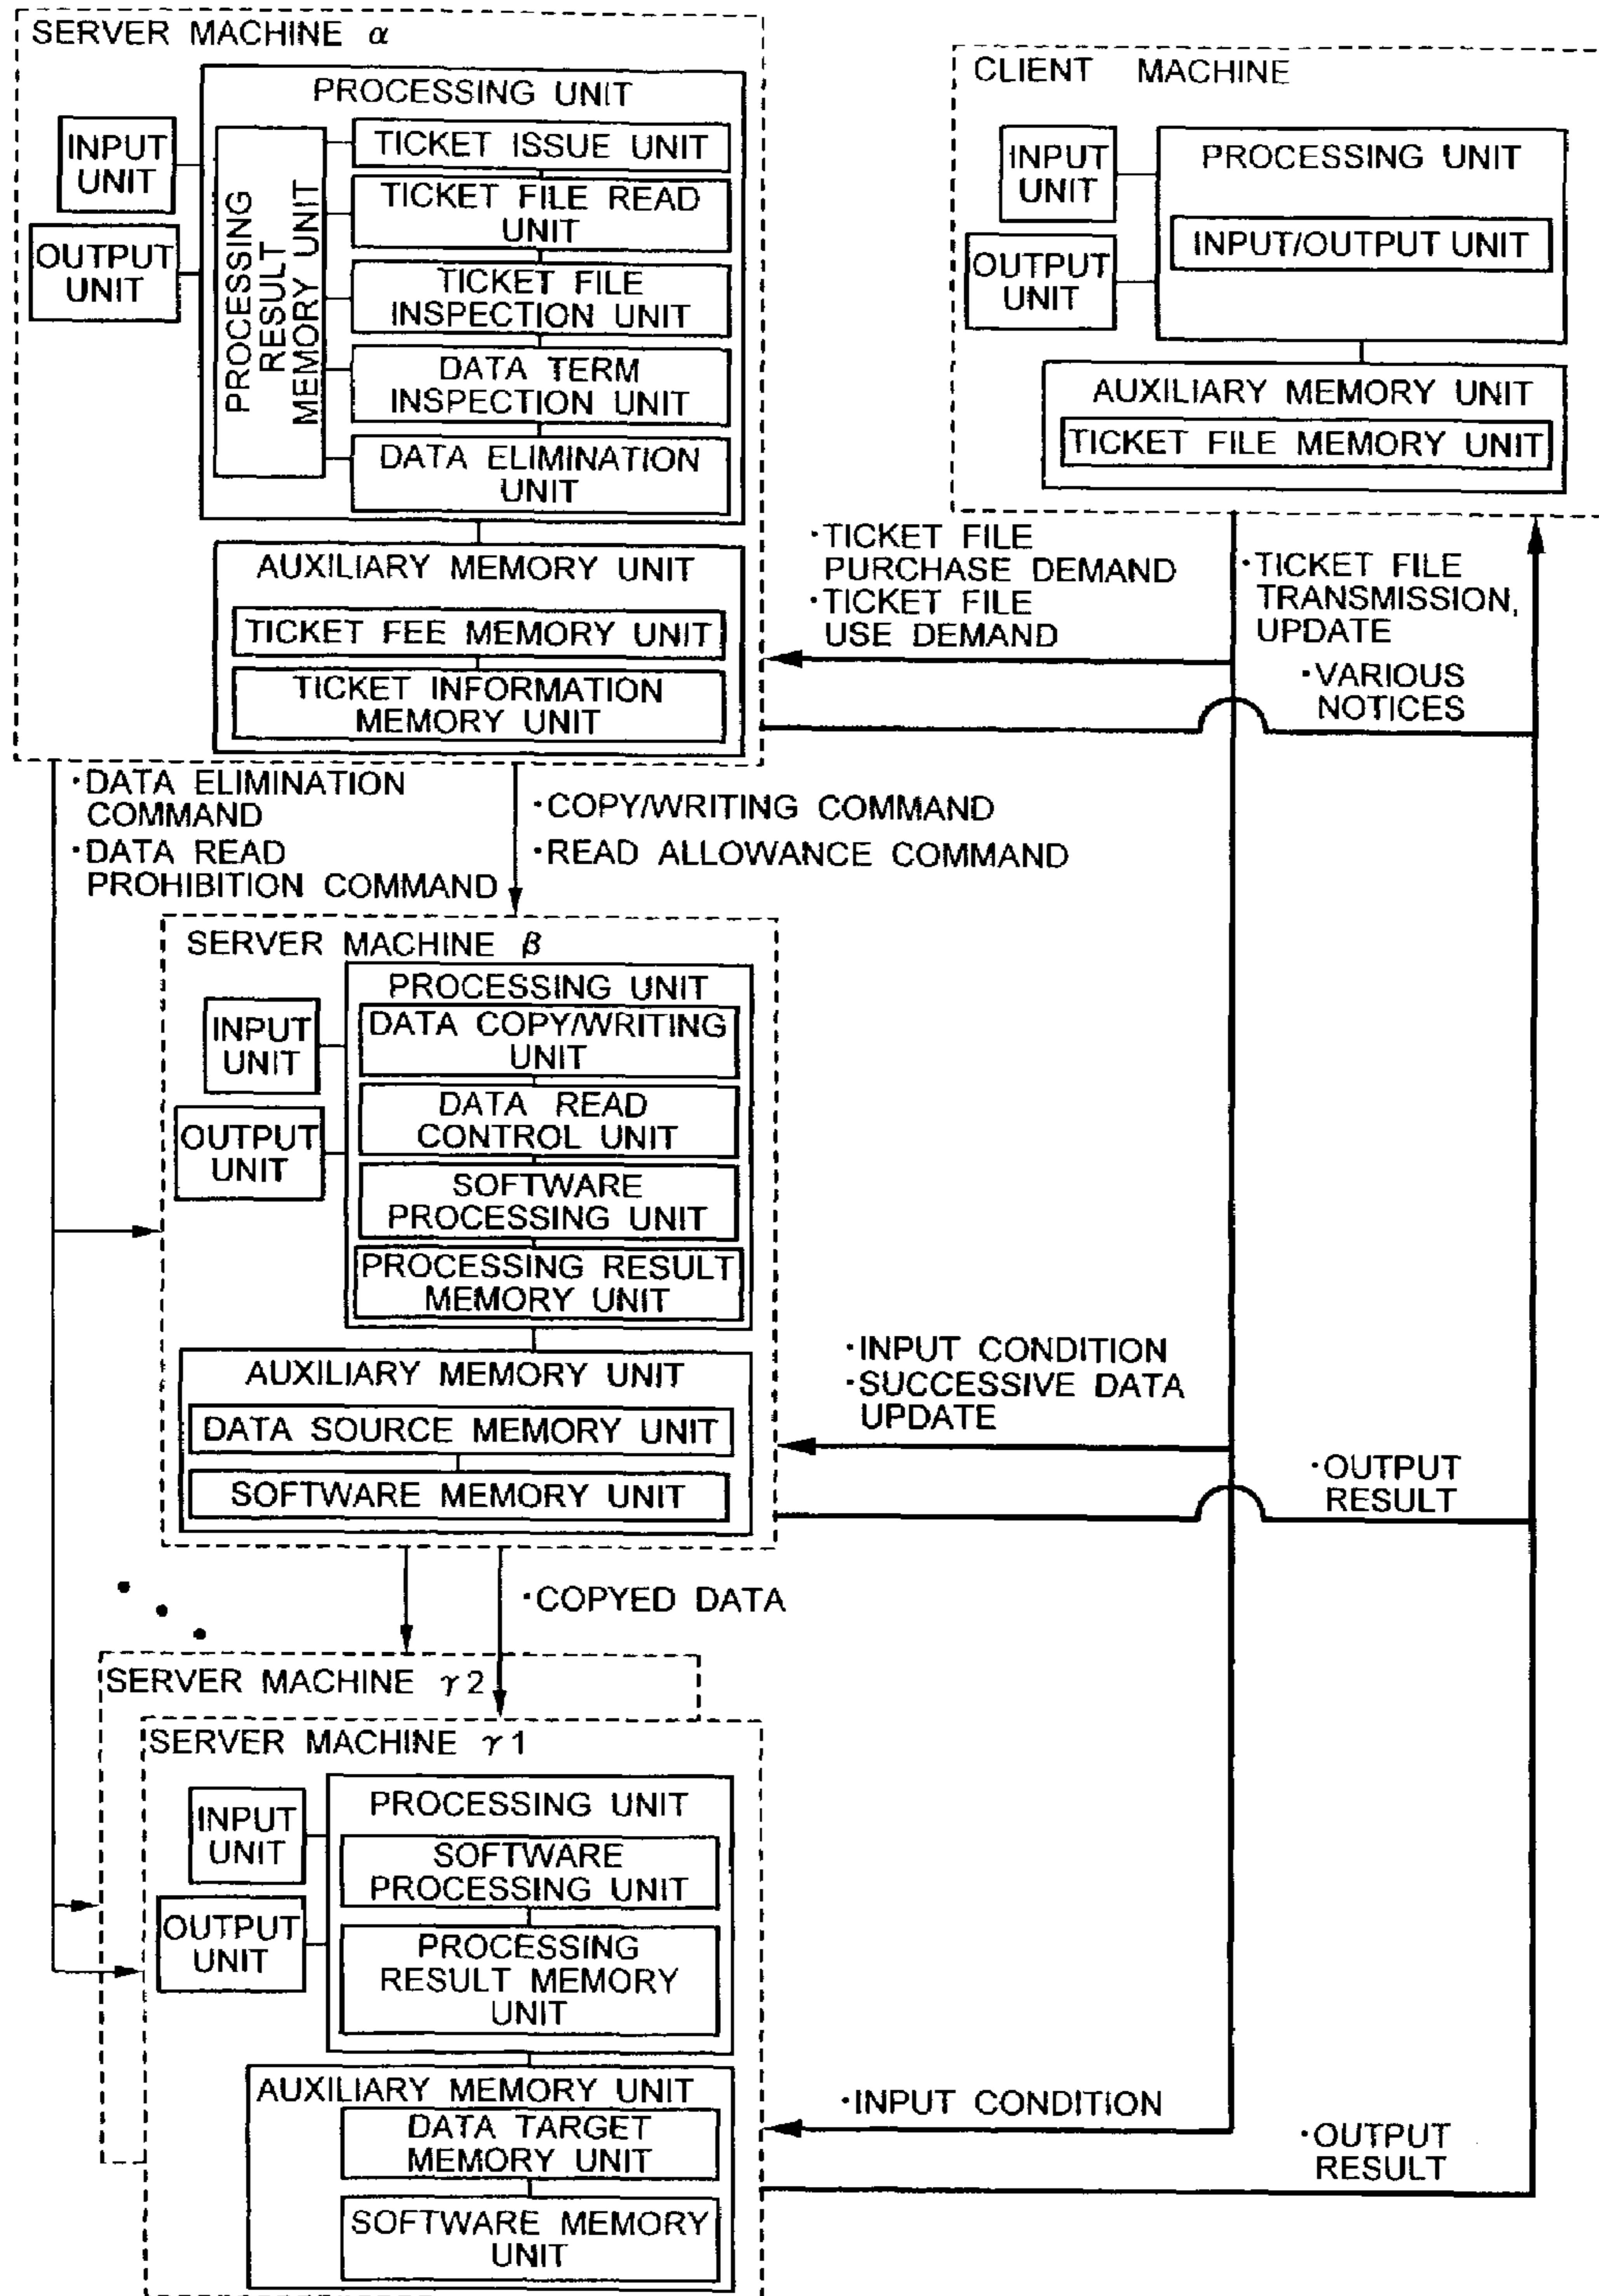 SERVER MACHINE α
PROCESSING UNIT
INPUT
UNIT
OUTPUT
UNIT
PROCESSING
RESULT
MEMORY UNIT
TICKET ISSUE UNIT
TICKET FILE READ
UNIT
TICKET FILE
INSPECTION UNIT
DATA TERM
INSPECTION UNIT
DATA ELIMINATION
UNIT
AUXILIARY MEMORY UNIT
TICKET FEE MEMORY UNIT
TICKET INFORMATION
MEMORY UNIT
CLIENT MACHINE
INPUT
UNIT
OUTPUT
UNIT
PROCESSING UNIT
INPUT/OUTPUT UNIT
AUXILIARY MEMORY UNIT
TICKET FILE MEMORY UNIT
·TICKET FILE
PURCHASE DEMAND
·TICKET FILE
USE DEMAND
·TICKET FILE
TRANSMISSION,
UPDATE
·VARIOUS
NOTICES
·DATA ELIMINATION
COMMAND
·DATA READ
PROHIBITION COMMAND
·COPY/WRITING COMMAND
·READ ALLOWANCE COMMAND
SERVER MACHINE β
PROCESSING UNIT
INPUT
UNIT
OUTPUT
UNIT
DATA COPY/WRITING
UNIT
DATA READ
CONTROL UNIT
SOFTWARE
PROCESSING UNIT
PROCESSING RESULT
MEMORY UNIT
AUXILIARY MEMORY UNIT
DATA SOURCE MEMORY UNIT
SOFTWARE MEMORY UNIT
·INPUT CONDITION
·SUCCESSIVE DATA
UPDATE
·OUTPUT
RESULT
·COPYED DATA
SERVER MACHINE γ2
SERVER MACHINE γ1
INPUT
UNIT
OUTPUT
UNIT
PROCESSING UNIT
SOFTWARE
PROCESSING UNIT
PROCESSING
RESULT MEMORY
UNIT
AUXILIARY MEMORY UNIT
DATA TARGET
MEMORY UNIT
SOFTWARE MEMORY
UNIT
·INPUT CONDITION
·OUTPUT
RESULT